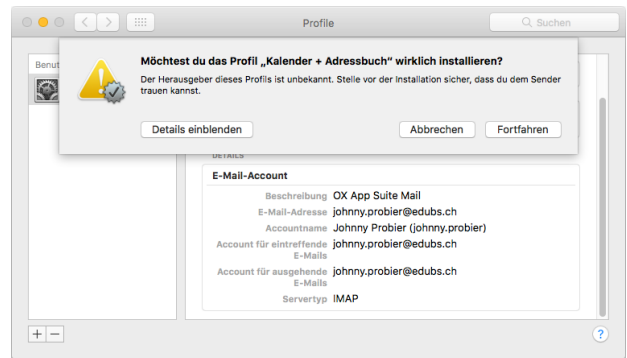 Profile
Suchen
Benut
Möchtest du das Profil „Kalender + Adressbuch“ wirklich installieren?
Der Herausgeber dieses Profils ist unbekannt. Stelle vor der Installation sicher, dass du dem Sender
trauen kannst.
Details einblenden
Abbrechen
Fortfahren
DETAILS
E-Mail-Account
Beschreibung OX App Suite Mail
E-Mail-Adresse johnny.probier@edubs.ch
Accountname Johnny Probier (johnny.probier)
Account für eintreffende johnny.probier@edubs.ch
E-Mails
Account für ausgehende johnny.probier@edubs.ch
E-Mails
Servertyp IMAP
+ −
?